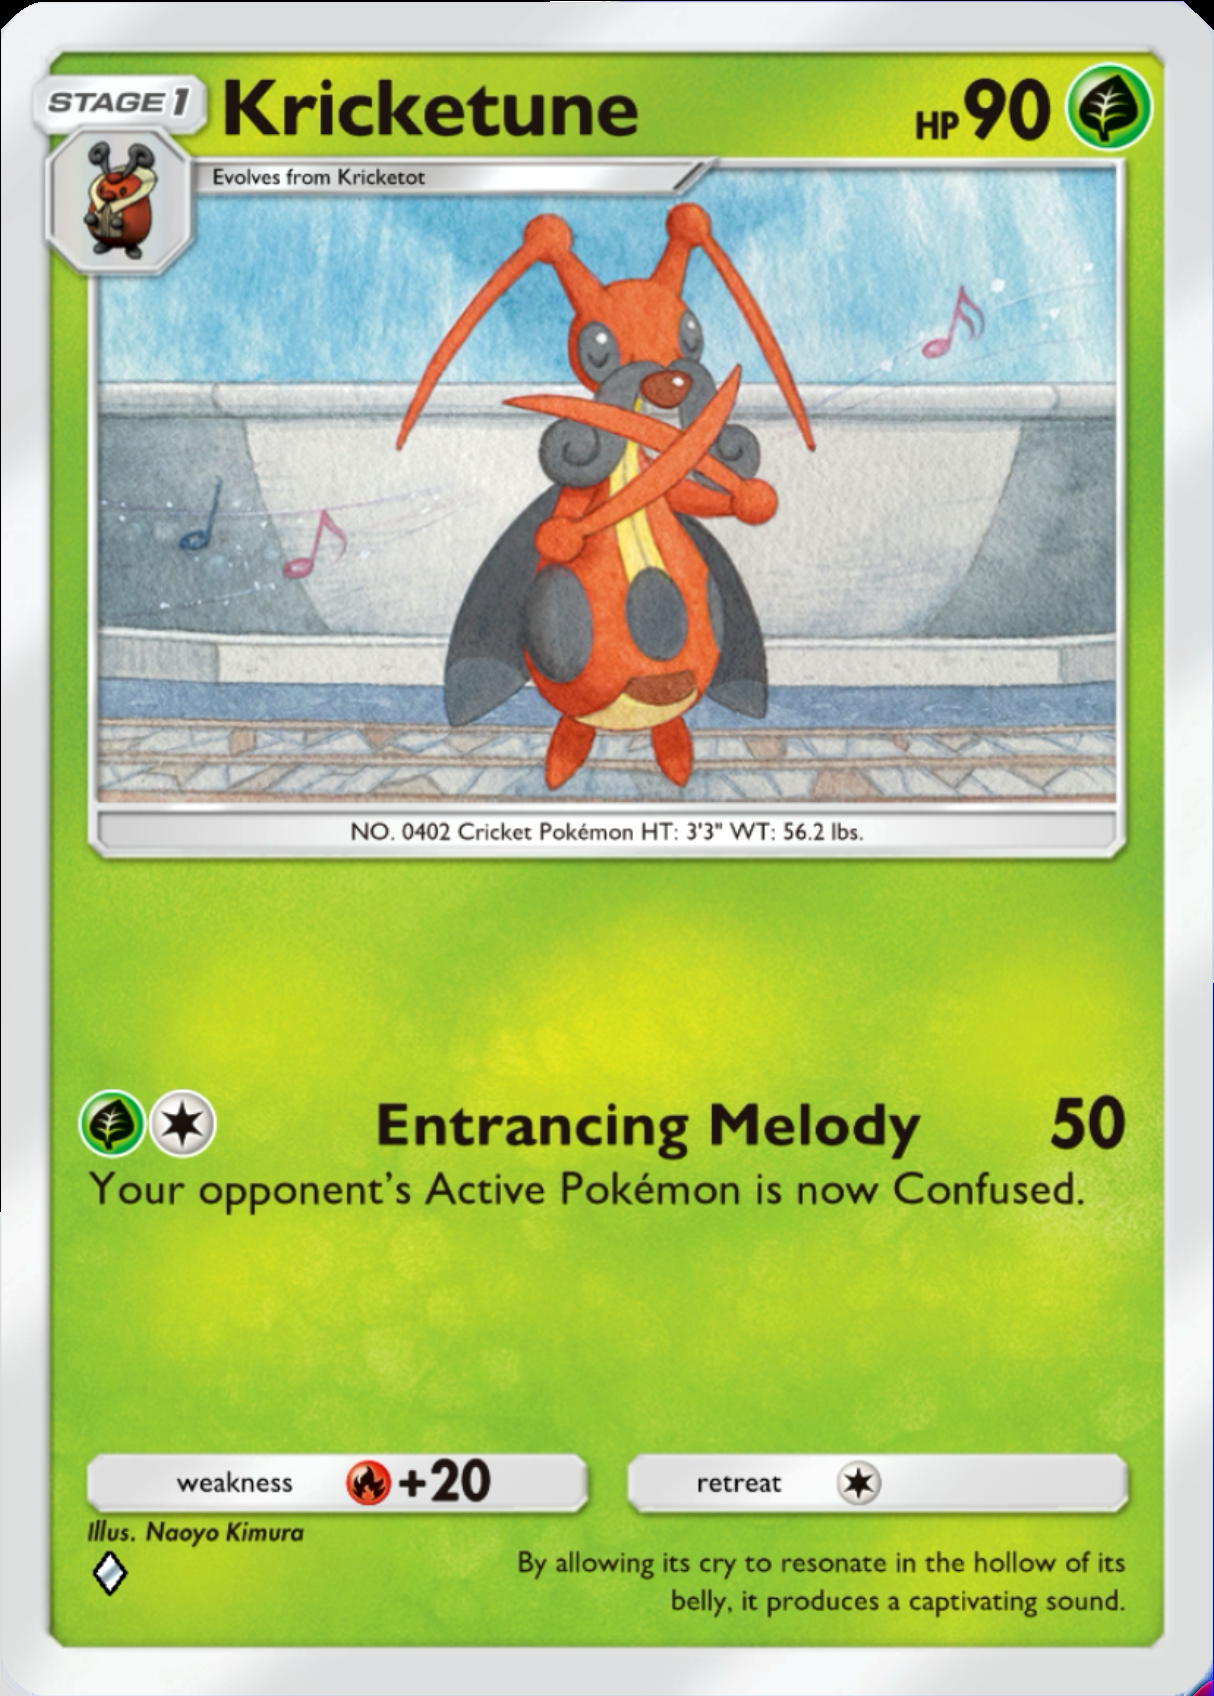 STAGE 1
Kricketune
HP 90
Evolves from Kricketot
NO. 0402 Cricket Pokémon HT: 3'3" WT: 56.2 lbs.
Entrancing Melody 50
Your opponent's Active Pokémon is now Confused.
weakness +20
retreat
Illus. Naoyo Kimura
By allowing its cry to resonate in the hollow of its
belly, it produces a captivating sound.